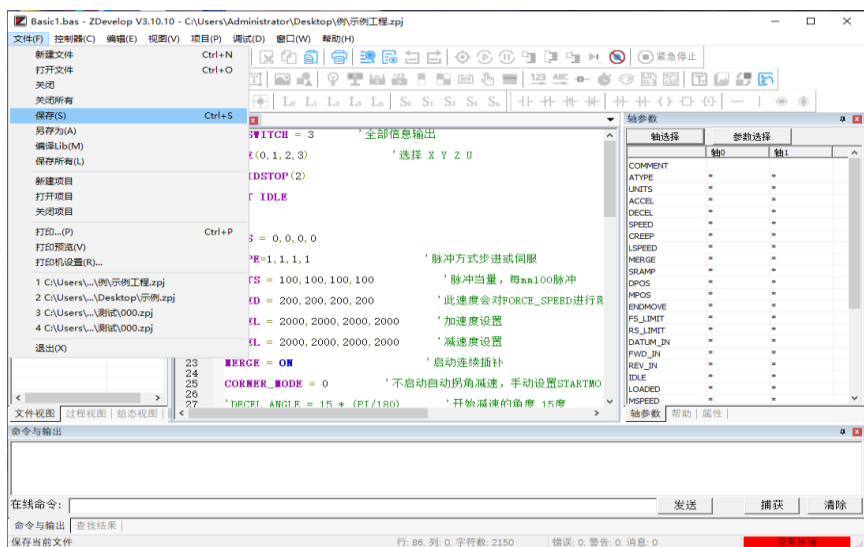 Basic1.bas - ZDevelop V3.10.10 - C:\Users\Administrator\Desktop\例\示例工程.zpj
文件(F) 控制器(C) 编辑(E) 视图(V) 项目(P) 调试(D) 窗口(W) 帮助(H)
新建文件 Ctrl+N
打开文件 Ctrl+O
关闭
关闭所有
保存(S) Ctrl+S
另存为(A)
编译Lib(M)
保存所有(L)
新建项目
打开项目
关闭项目
打印...(P) Ctrl+P
打印预览(V)
打印机设置(R)...
1 C:\Users\...\例\示例工程.zpj
2 C:\Users\...\Desktop\示例.zpj
3 C:\Users\...\测试\000.zpj
4 C:\Users\...\测试\000.zpj
退出(X)
紧急停止
123 ABC
L₀ L₁ L₂ L₃ Lₙ S₀ S₁ S₂ S₃ Sₙ
SWITCH = 3 '全部信息输出
(0,1,2,3) '选择 X Y Z U
IDSTOP(2)
IDLE
= 0,0,0,0
PE=1,1,1,1 '脉冲方式步进或伺服
TS = 100,100,100,100 '脉冲当量，每mm100脉冲
ED = 200,200,200,200 '此速度会对FORCE_SPEED进行限
EL = 2000,2000,2000,2000 '加速度设置
EL = 2000,2000,2000,2000 '减速度设置
23 MERGE = ON '启动连续插补
24
25 CORNER_MODE = 0 '不启动自动拐角减速，手动设置STARTMO
26
27 'DECEL_ANGLE = 15 * (PI/180) '开始减速的角度 15度
文件视图 过程视图 组态视图
轴参数
轴选择 参数选择
轴0 轴1
COMMENT
ATYPE * *
UNITS * *
ACCEL * *
DECEL * *
SPEED * *
CREEP * *
LSPEED * *
MERGE * *
SRAMP * *
DPOS * *
MPOS * *
ENDMOVE * *
FS_LIMIT * *
RS_LIMIT * *
DATUM_IN * *
FWD_IN * *
REV_IN * *
IDLE * *
LOADED * *
MSPEED * *
轴参数 帮助 属性
命令与输出
在线命令: 发送 捕获 清除
命令与输出 查找结果
保存当前文件 行: 86, 列: 0, 字符数: 2150 错误: 0, 警告: 0, 消息: 0 没有连接